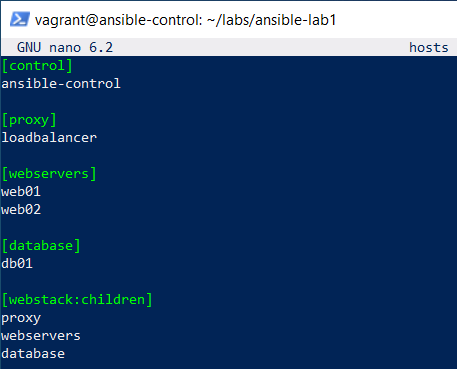 vagrant@ansible-control: ~/labs/ansible-lab1
GNU nano 6.2 hosts
[control]
ansible-control
[proxy]
loadbalancer
[webservers]
web01
web02
[database]
db01
[webstack:children]
proxy
webservers
database